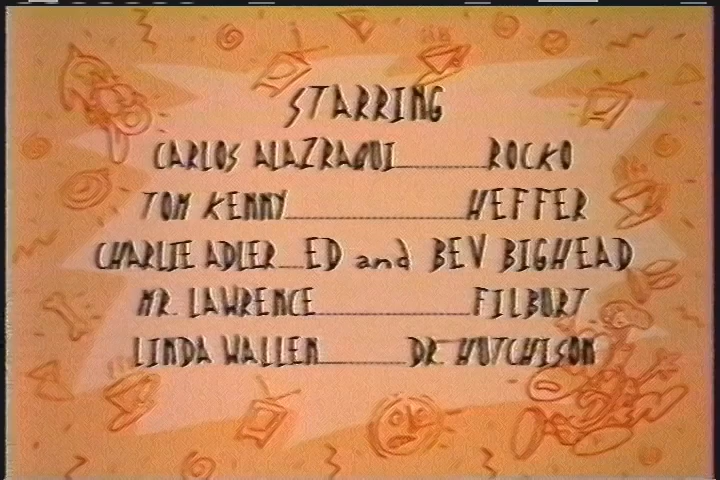 STARRING
CARLOS ALAZRAQUI ROCKO
TOM KENNY HEFFER
CHARLIE ADLER ED and BEV BIGHEAD
MR. LAWRENCE FILBURT
LINDA WALLEM DR. HUTCHISON